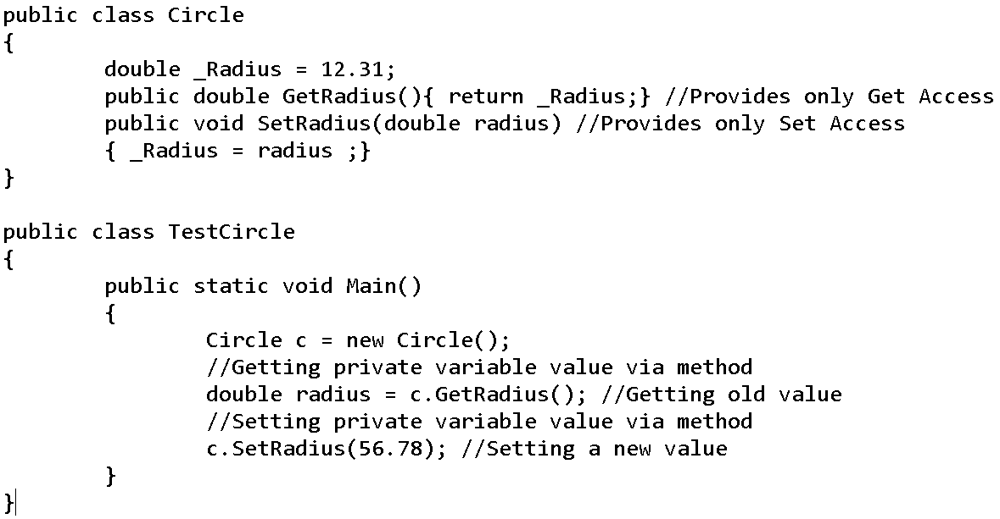 public class Circle
{
        double _Radius = 12.31;
        public double GetRadius(){ return _Radius;} //Provides only Get Access
        public void SetRadius(double radius) //Provides only Set Access
        { _Radius = radius ;}
}

public class TestCircle
{
        public static void Main()
        {
                Circle c = new Circle();
                //Getting private variable value via method
                double radius = c.GetRadius(); //Getting old value
                //Setting private variable value via method
                c.SetRadius(56.78); //Setting a new value
        }
}